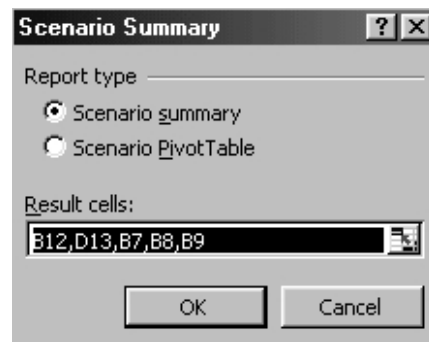 Scenario Summary
Report type
Scenario summary
Scenario PivotTable
Result cells:
B12,D13,B7,B8,B9
OK Cancel